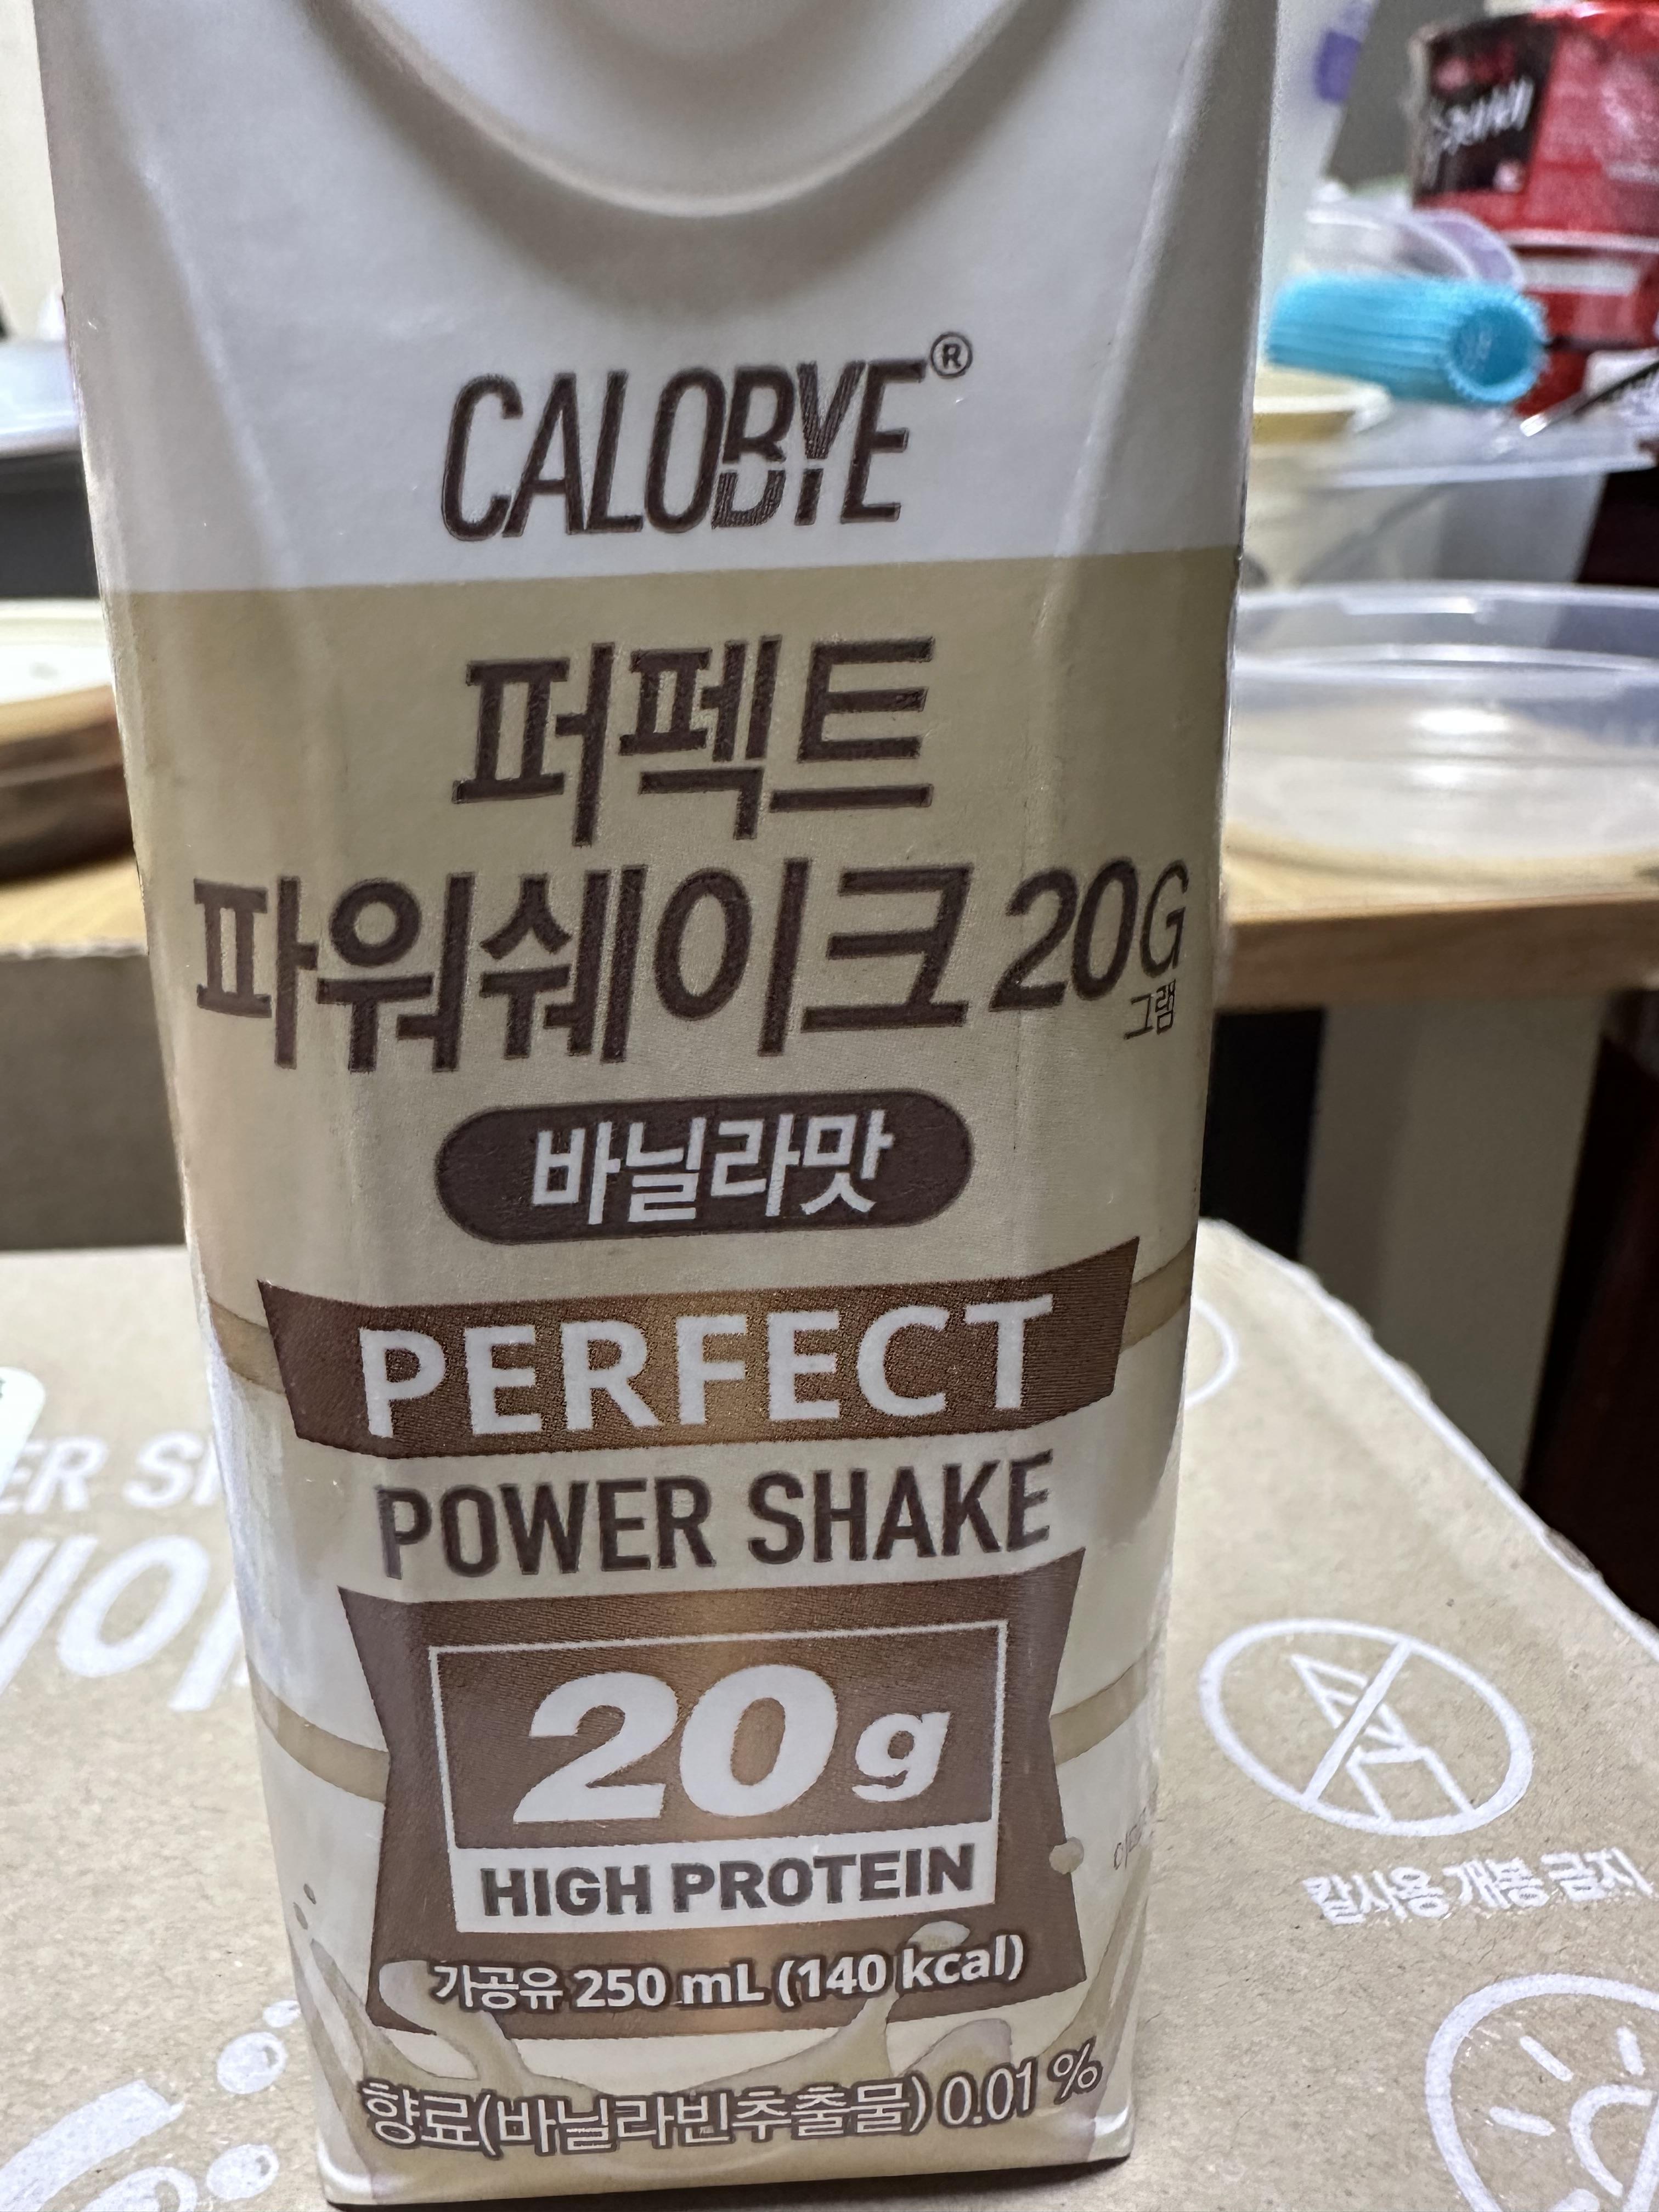 CALOBYE®
퍼펙트
파워쉐이크 20G
그램
바닐라맛
PERFECT
POWER SHAKE
20g
HIGH PROTEIN
가공유 250 mL (140 kcal)
향료(바닐라빈추출물) 0.01 %
칼사용 개봉 금지